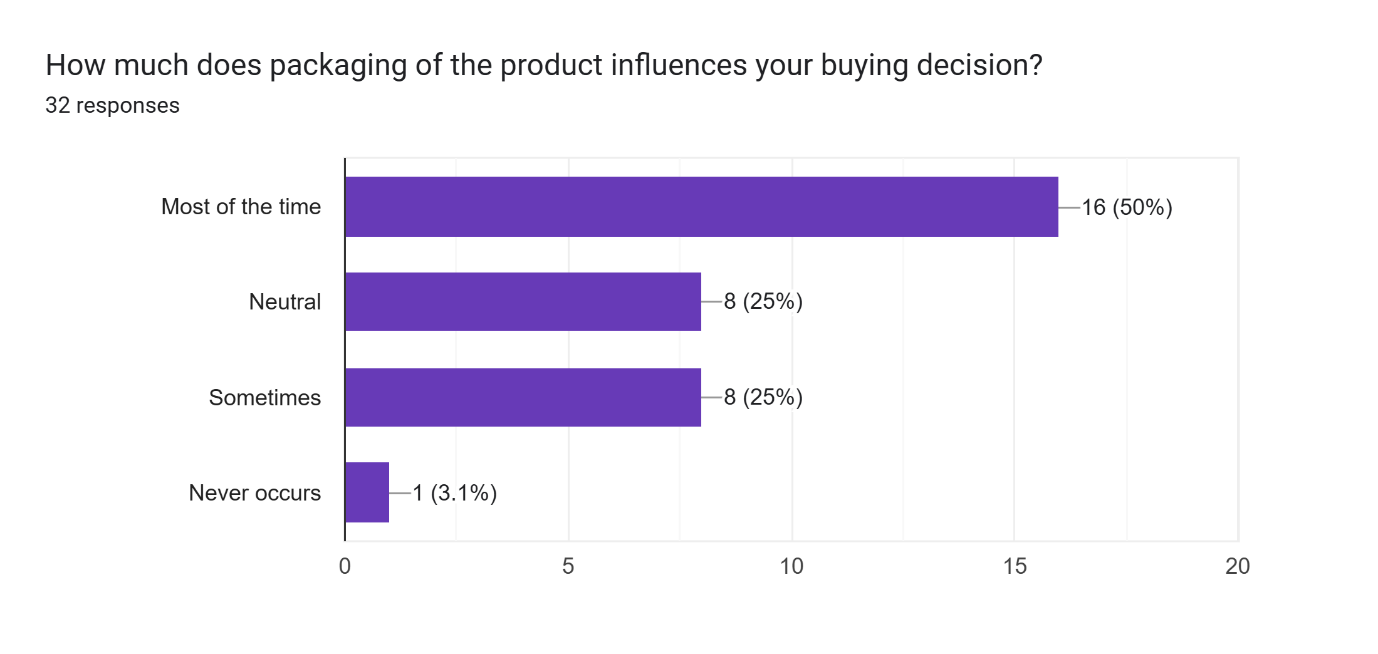 How much does packaging of the product influences your buying decision?
32 responses
Most of the time 16 (50%)
Neutral 8 (25%)
Sometimes 8 (25%)
Never occurs 1 (3.1%)
0 5 10 15 20